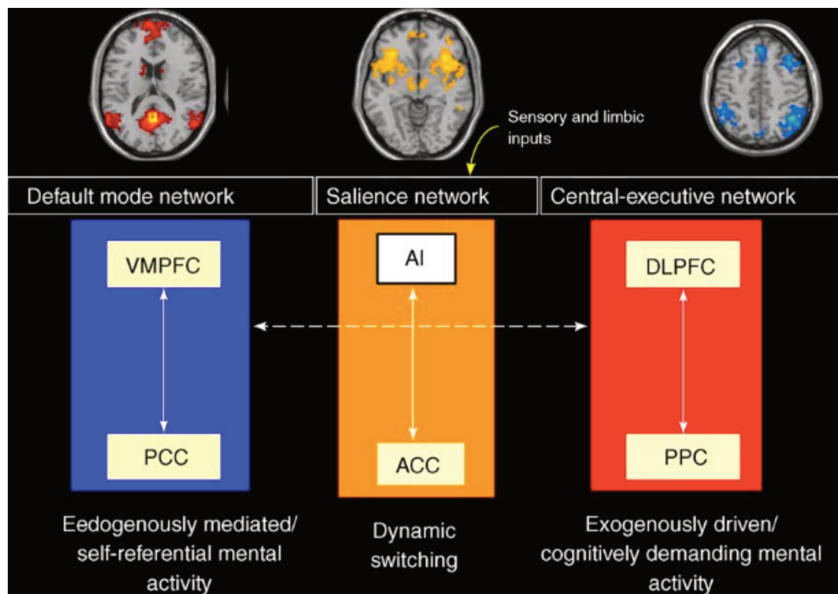 Sensory and limbic
inputs
Default mode network
Salience network
Central-executive network
VMPFC
AI
DLPFC
PCC
ACC
PPC
Eedogenously mediated/
self-referential mental
activity
Dynamic
switching
Exogenously driven/
cognitively demanding mental
activity